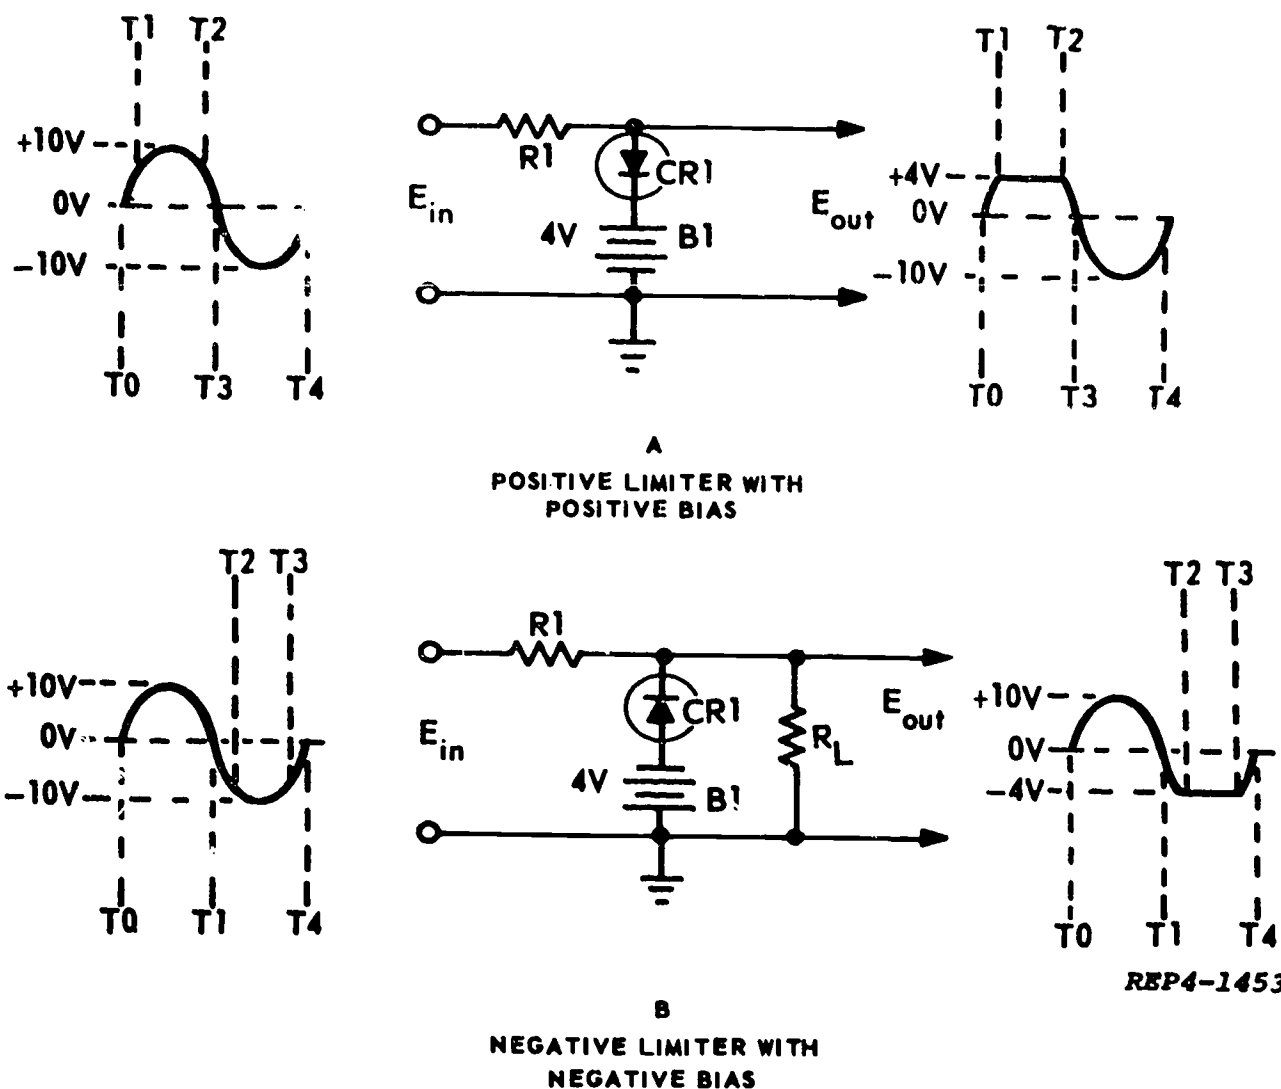 T1 T2
+10V
0V
-10V
T0 T3 T4
R1
CR1
E in
4V B1
E out
T1 T2
+4V
0V
-10V
T0 T3 T4
A
POSITIVE LIMITER WITH
POSITIVE BIAS
T2 T3
+10V
0V
-10V
T0 T1 T4
R1
CR1
E in
4V B1
R L
E out
T2 T3
+10V
0V
-4V
T0 T1 T4
REP4-1453
B
NEGATIVE LIMITER WITH
NEGATIVE BIAS